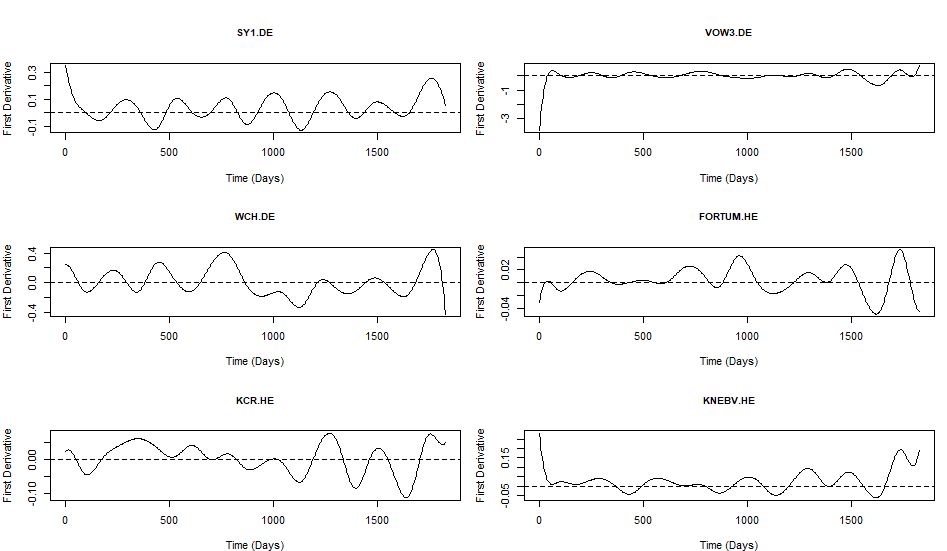 SY1.DE
First Derivative
-0.1
0.1
0.3
0
500
1000
1500
Time (Days)
VOW3.DE
First Derivative
-3
-1
0
500
1000
1500
Time (Days)
WCH.DE
First Derivative
-0.4
0.0
0.4
0
500
1000
1500
Time (Days)
FORTUM.HE
First Derivative
-0.04
0.02
0
500
1000
1500
Time (Days)
KCR.HE
First Derivative
-0.10
0.00
0
500
1000
1500
Time (Days)
KNEBV.HE
First Derivative
-0.05
0.15
0
500
1000
1500
Time (Days)